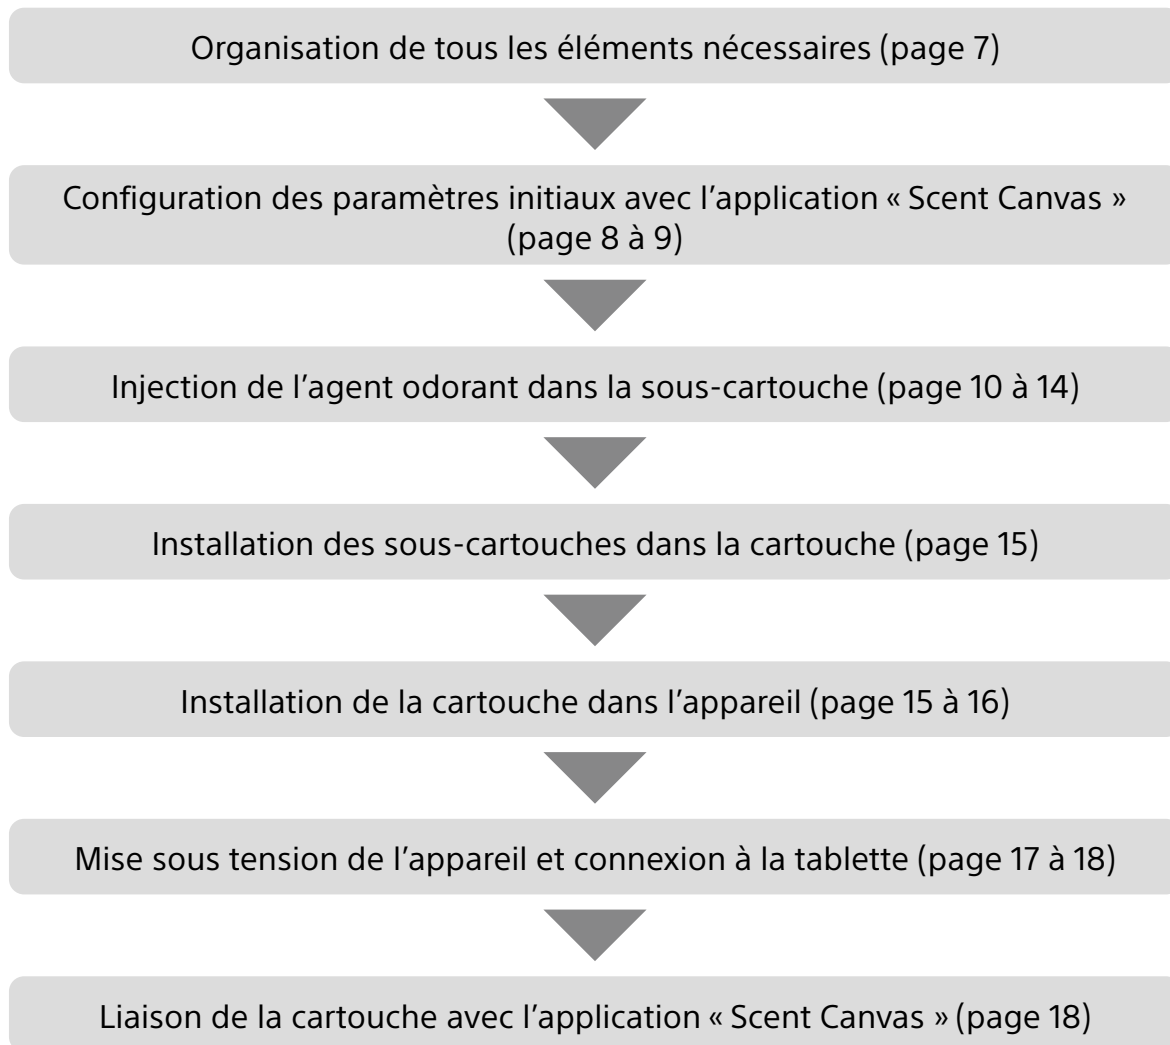 Organisation de tous les éléments nécessaires (page 7)
Configuration des paramètres initiaux avec l’application « Scent Canvas »
(page 8 à 9)
Injection de l’agent odorant dans la sous-cartouche (page 10 à 14)
Installation des sous-cartouches dans la cartouche (page 15)
Installation de la cartouche dans l’appareil (page 15 à 16)
Mise sous tension de l’appareil et connexion à la tablette (page 17 à 18)
Liaison de la cartouche avec l’application « Scent Canvas » (page 18)